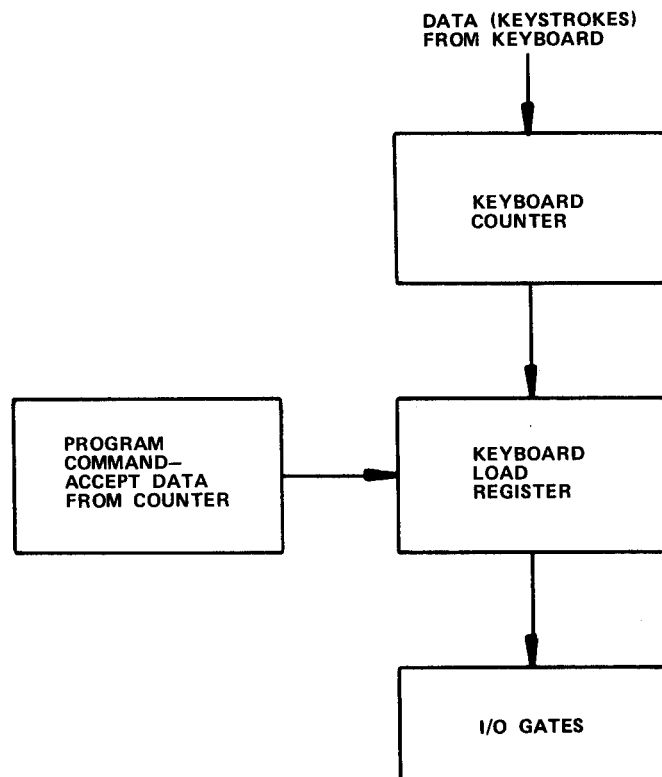 DATA (KEYSTROKES)
FROM KEYBOARD
KEYBOARD
COUNTER
PROGRAM
COMMAND—
ACCEPT DATA
FROM COUNTER
KEYBOARD
LOAD
REGISTER
I/O GATES